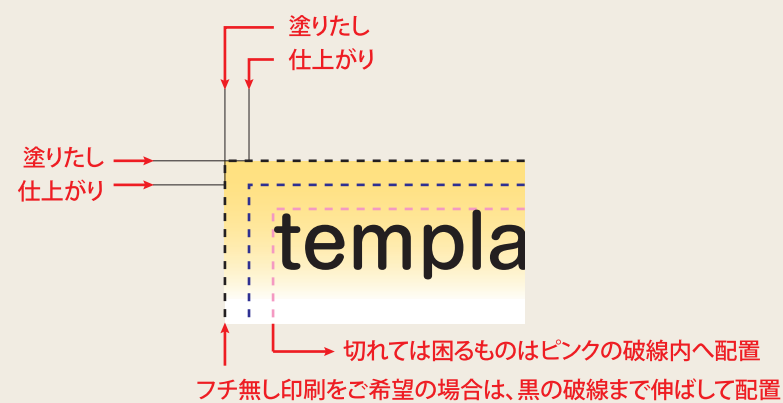 塗りたし
仕上がり
塗りたし
仕上がり
templa
切れては困るものはピンクの破線内へ配置
フチ無し印刷をご希望の場合は、黒の破線まで伸ばして配置